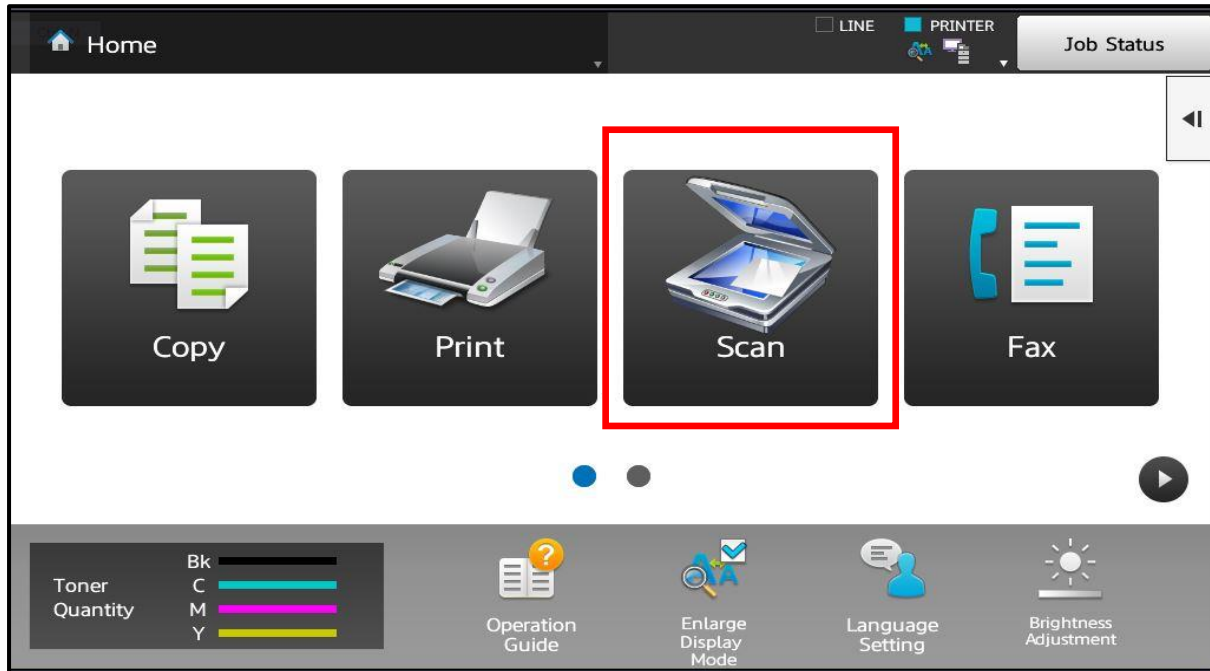 Home
LINE
PRINTER
Job Status
Copy
Print
Scan
Fax
Toner
Quantity
Bk
C
M
Y
Operation
Guide
Enlarge
Display
Mode
Language
Setting
Brightness
Adjustment